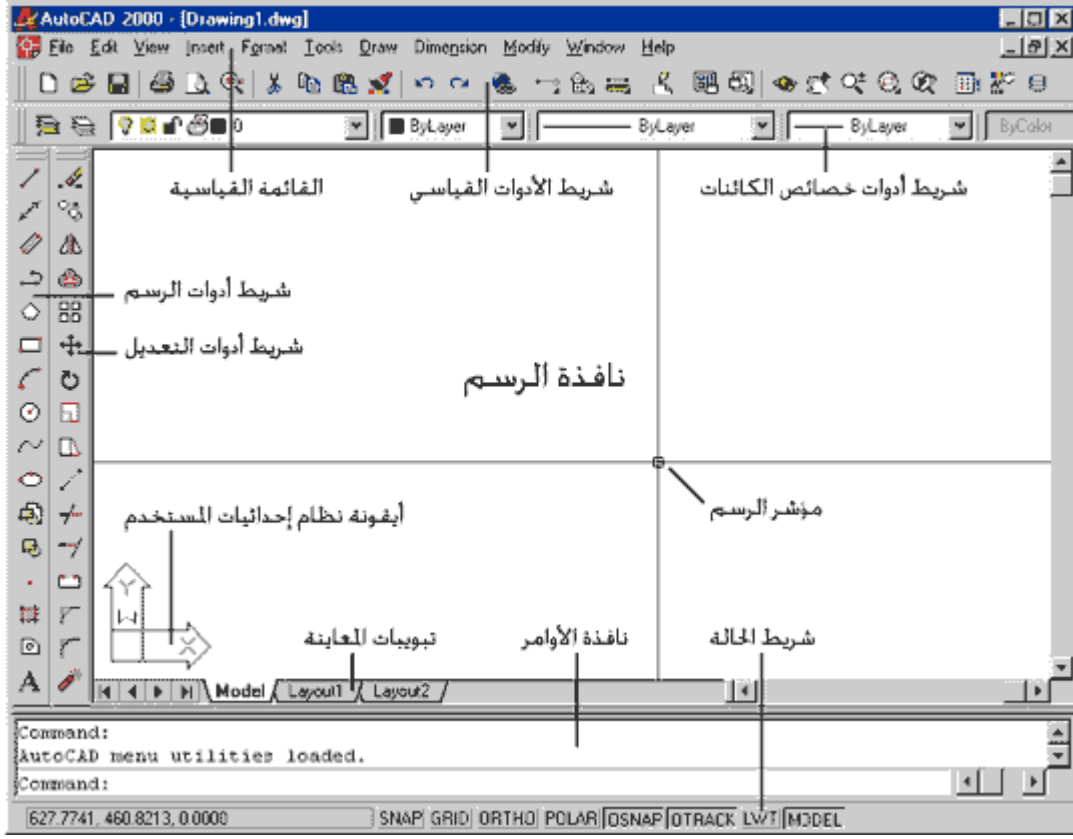 AutoCAD 2000 - [Drawing1.dwg]
File Edit View Insert Format Tools Draw Dimension Modify Window Help
0 ByLayer ByLayer ByLayer ByColor
القائمة القياسية شريط الأدوات القياسي شريط أدوات خصائص الكائنات
شريط أدوات الرسم
شريط أدوات التعديل
نافذة الرسم
مؤشر الرسم
أيقونة نظام إحداثيات المستخدم
Y
W
X
تبويبات المعاينة نافذة الأوامر شريط الحالة
A
Model Layout1 Layout2
Command:
AutoCAD menu utilities loaded.
Command:
627.7741, 460.8213, 0.0000 SNAP GRID ORTHO POLAR OSNAP OTRACK LWT MODEL